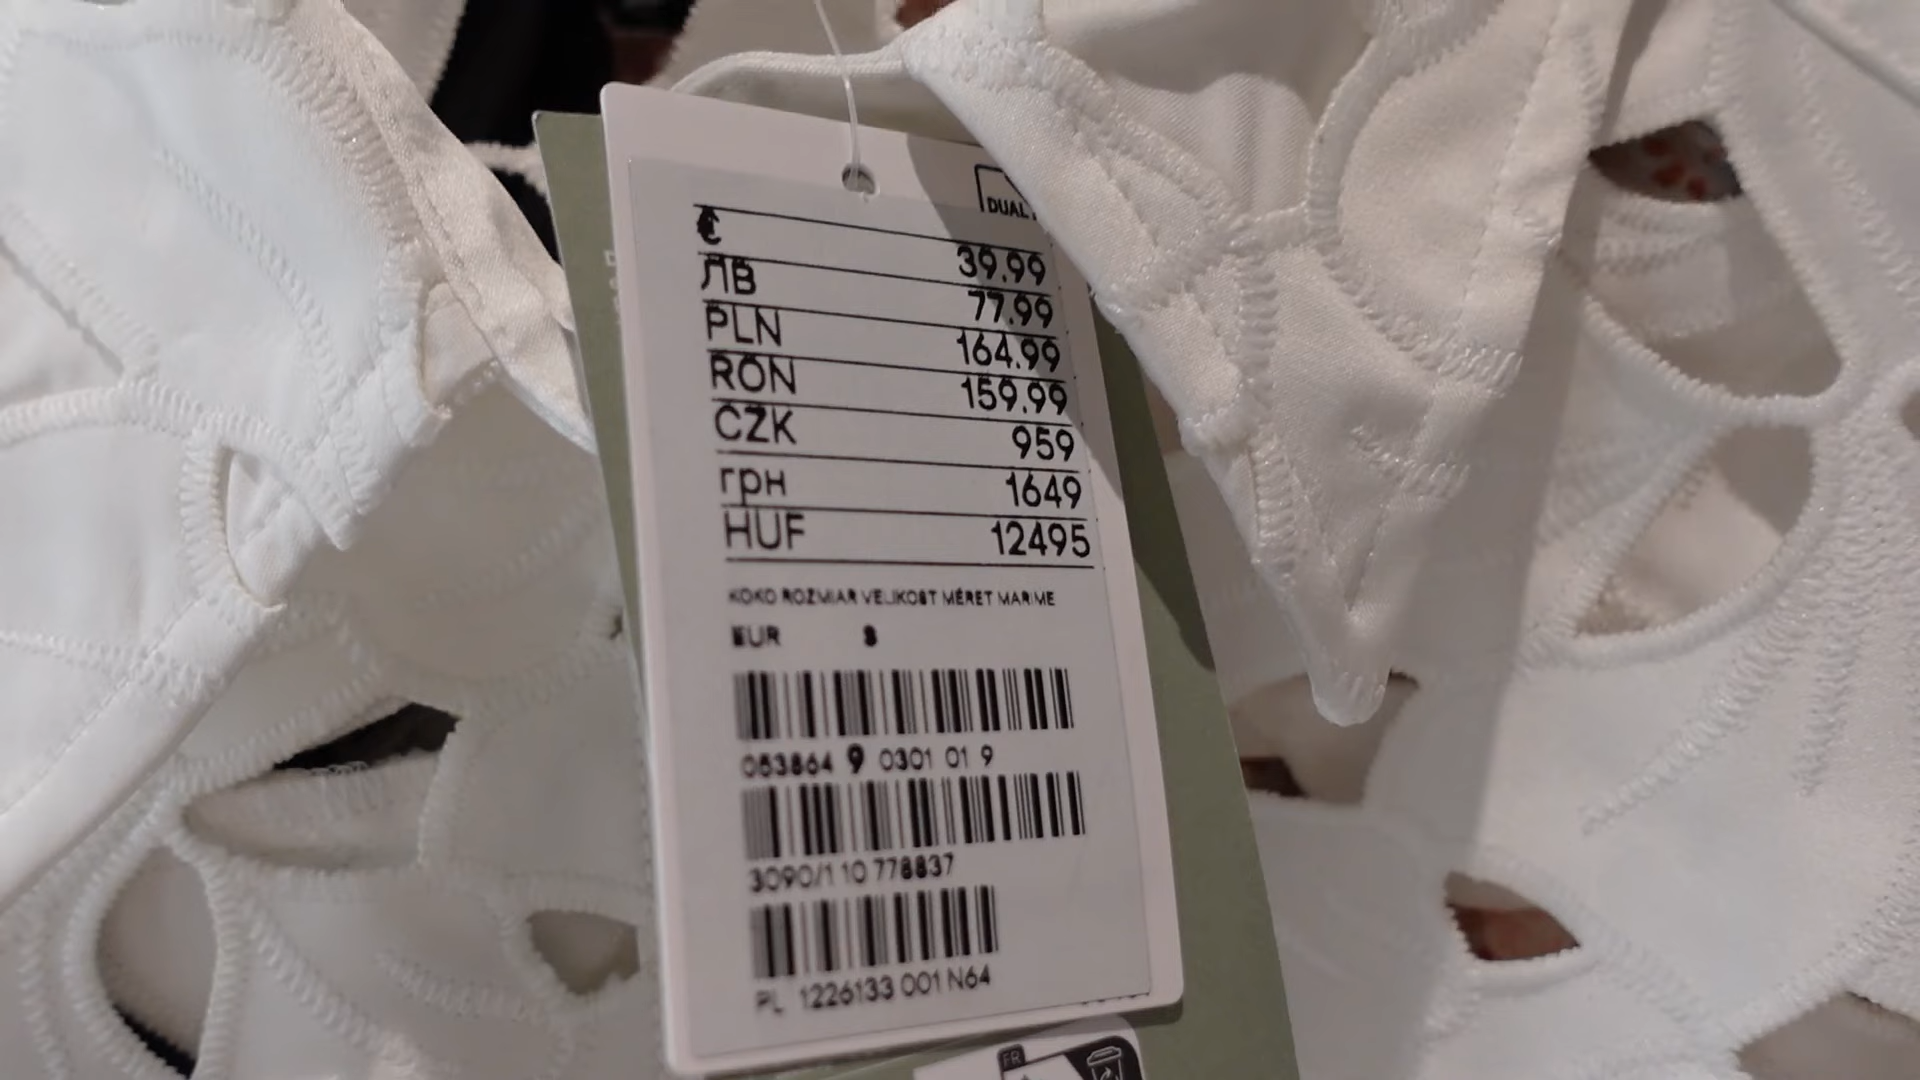 DUAL
€ 39.99
ЛВ 77.99
PLN 164.99
RON 159.99
CZK 959
грн 1649
HUF 12495
KOKO ROZMIAR VELIKOST MÉRET MARIME
EUR S
053864 9 0301 01 9
3090/1 10 778837
PL 1226133 001 N64
FR